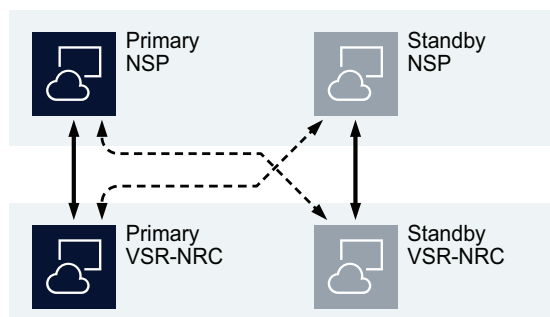 Primary
NSP
Standby
NSP
Primary
VSR-NRC
Standby
VSR-NRC